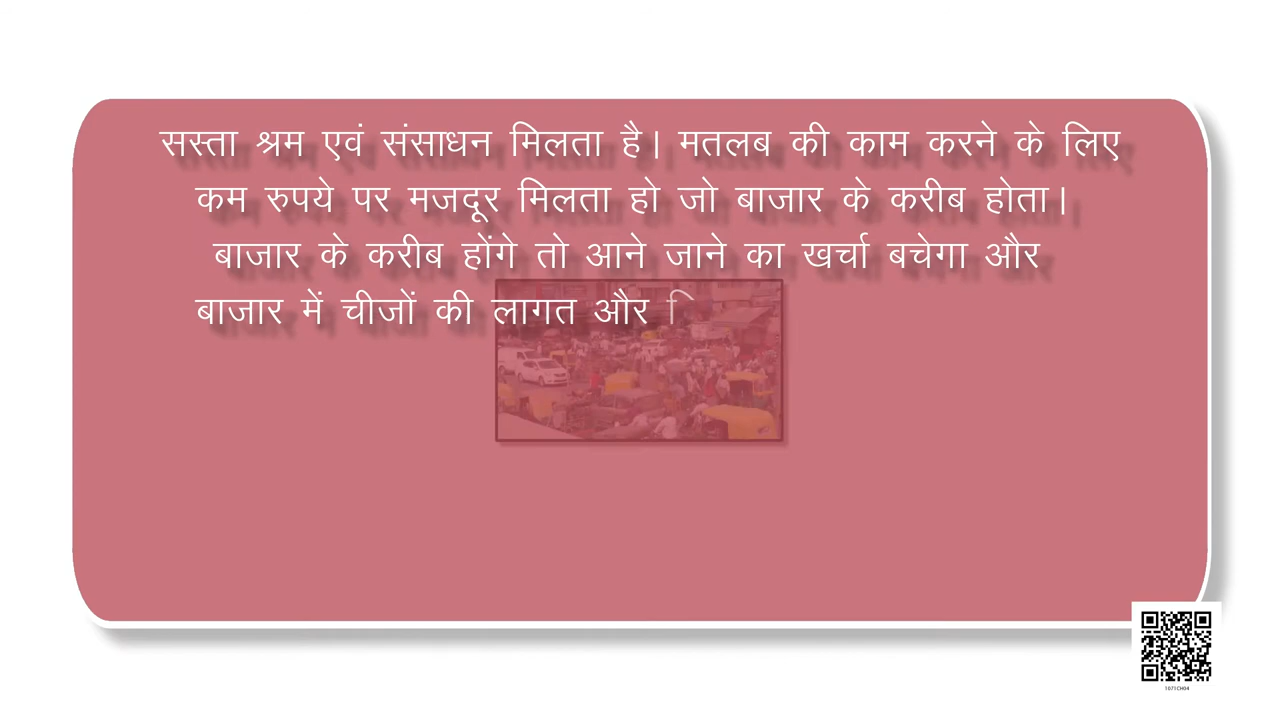 सस्ता श्रम एवं संसाधन मिलता है। मतलब की काम करने के लिए
कम रुपये पर मजदूर मिलता हो जो बाजार के करीब होता।
बाजार के करीब होंगे तो आने जाने का खर्चा बचेगा और
बाजार में चीजों की लागत और
1071CH04